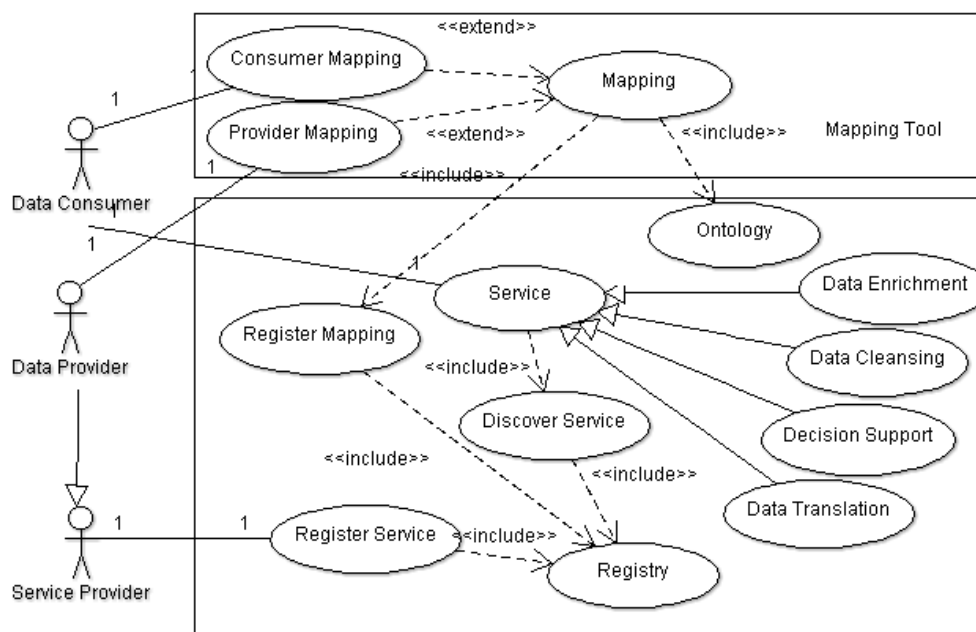 <<extend>>
Consumer Mapping
Mapping
1
Provider Mapping
<<extend>>
<<include>>
Mapping Tool
1
<<include>>
Data Consumer
1
1
Ontology
1
Service
Data Enrichment
Register Mapping
Data Provider
<<include>>
Data Cleansing
Discover Service
Decision Support
<<include>>
<<include>>
Data Translation
1
1
Register Service
<<include>>
Registry
Service Provider